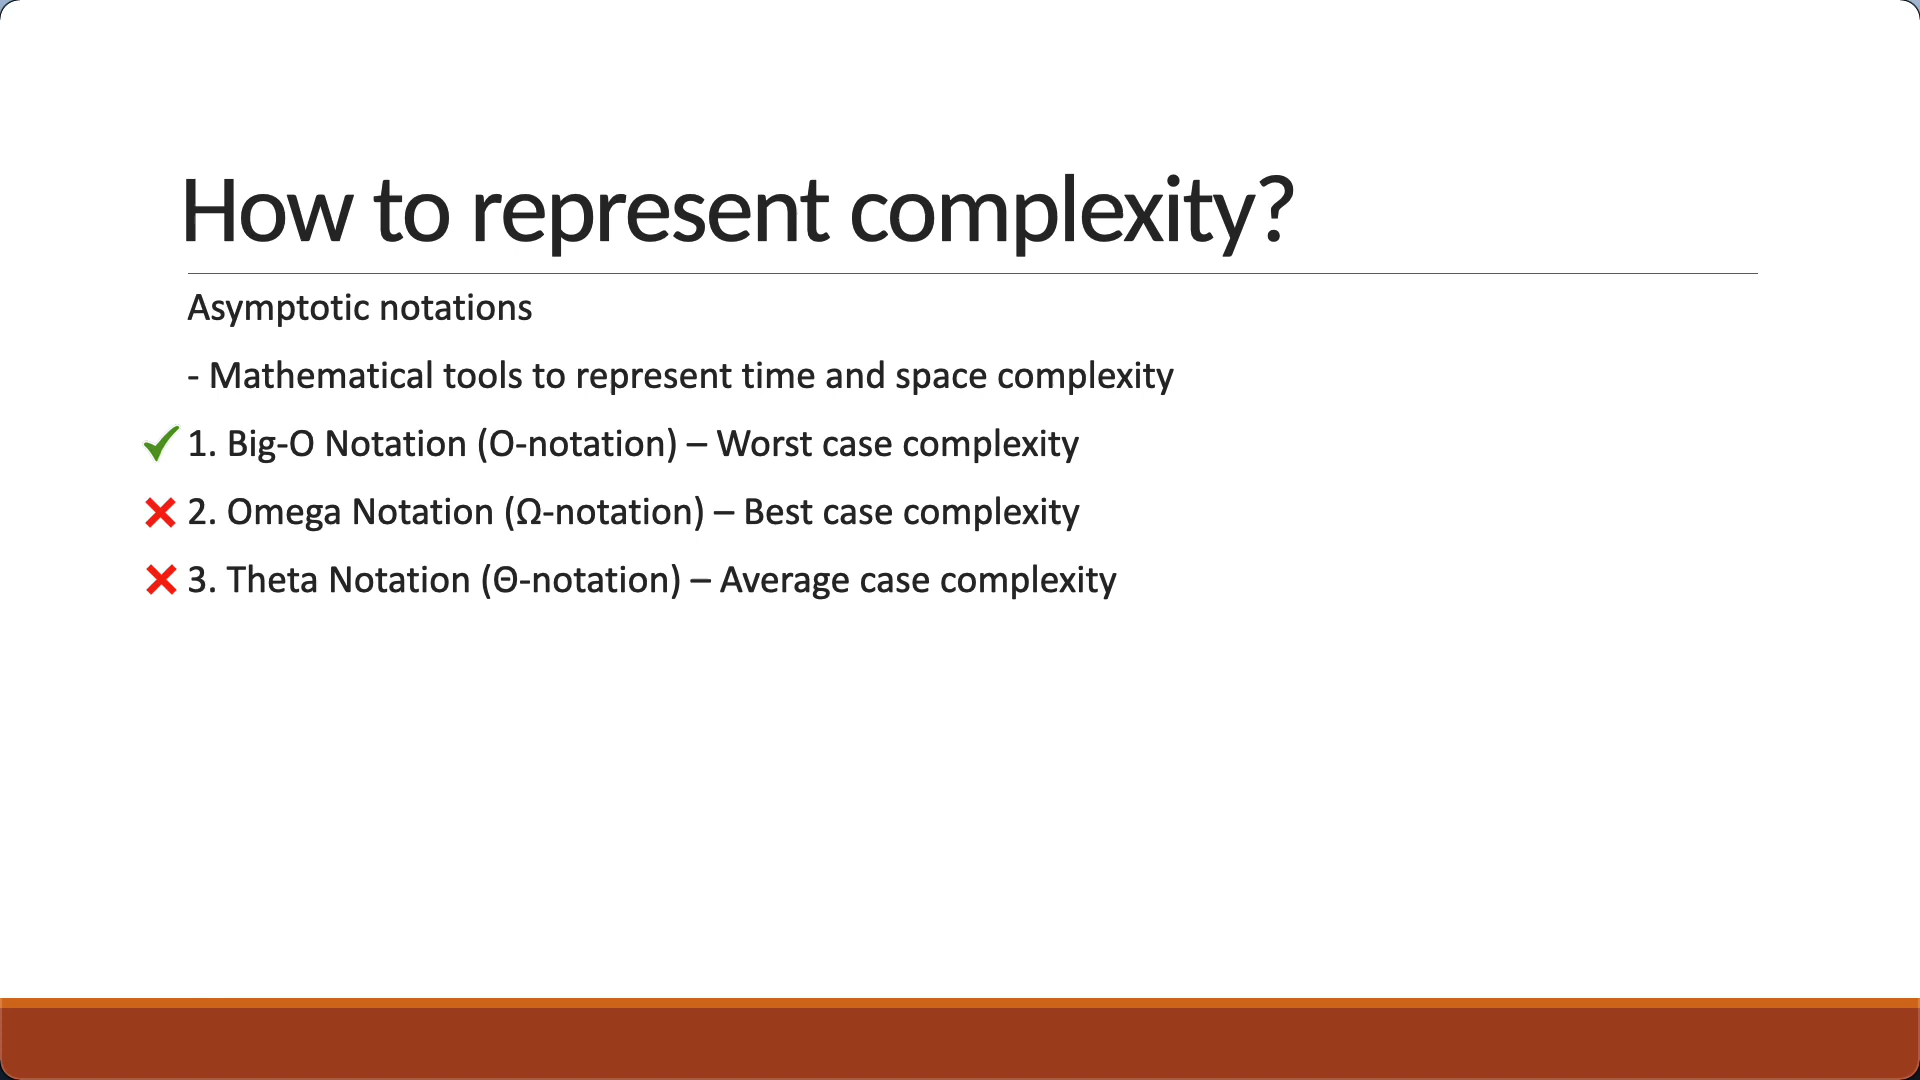 How to represent complexity?
Asymptotic notations
- Mathematical tools to represent time and space complexity
1. Big-O Notation (O-notation) – Worst case complexity
2. Omega Notation (Ω-notation) – Best case complexity
3. Theta Notation (Θ-notation) – Average case complexity